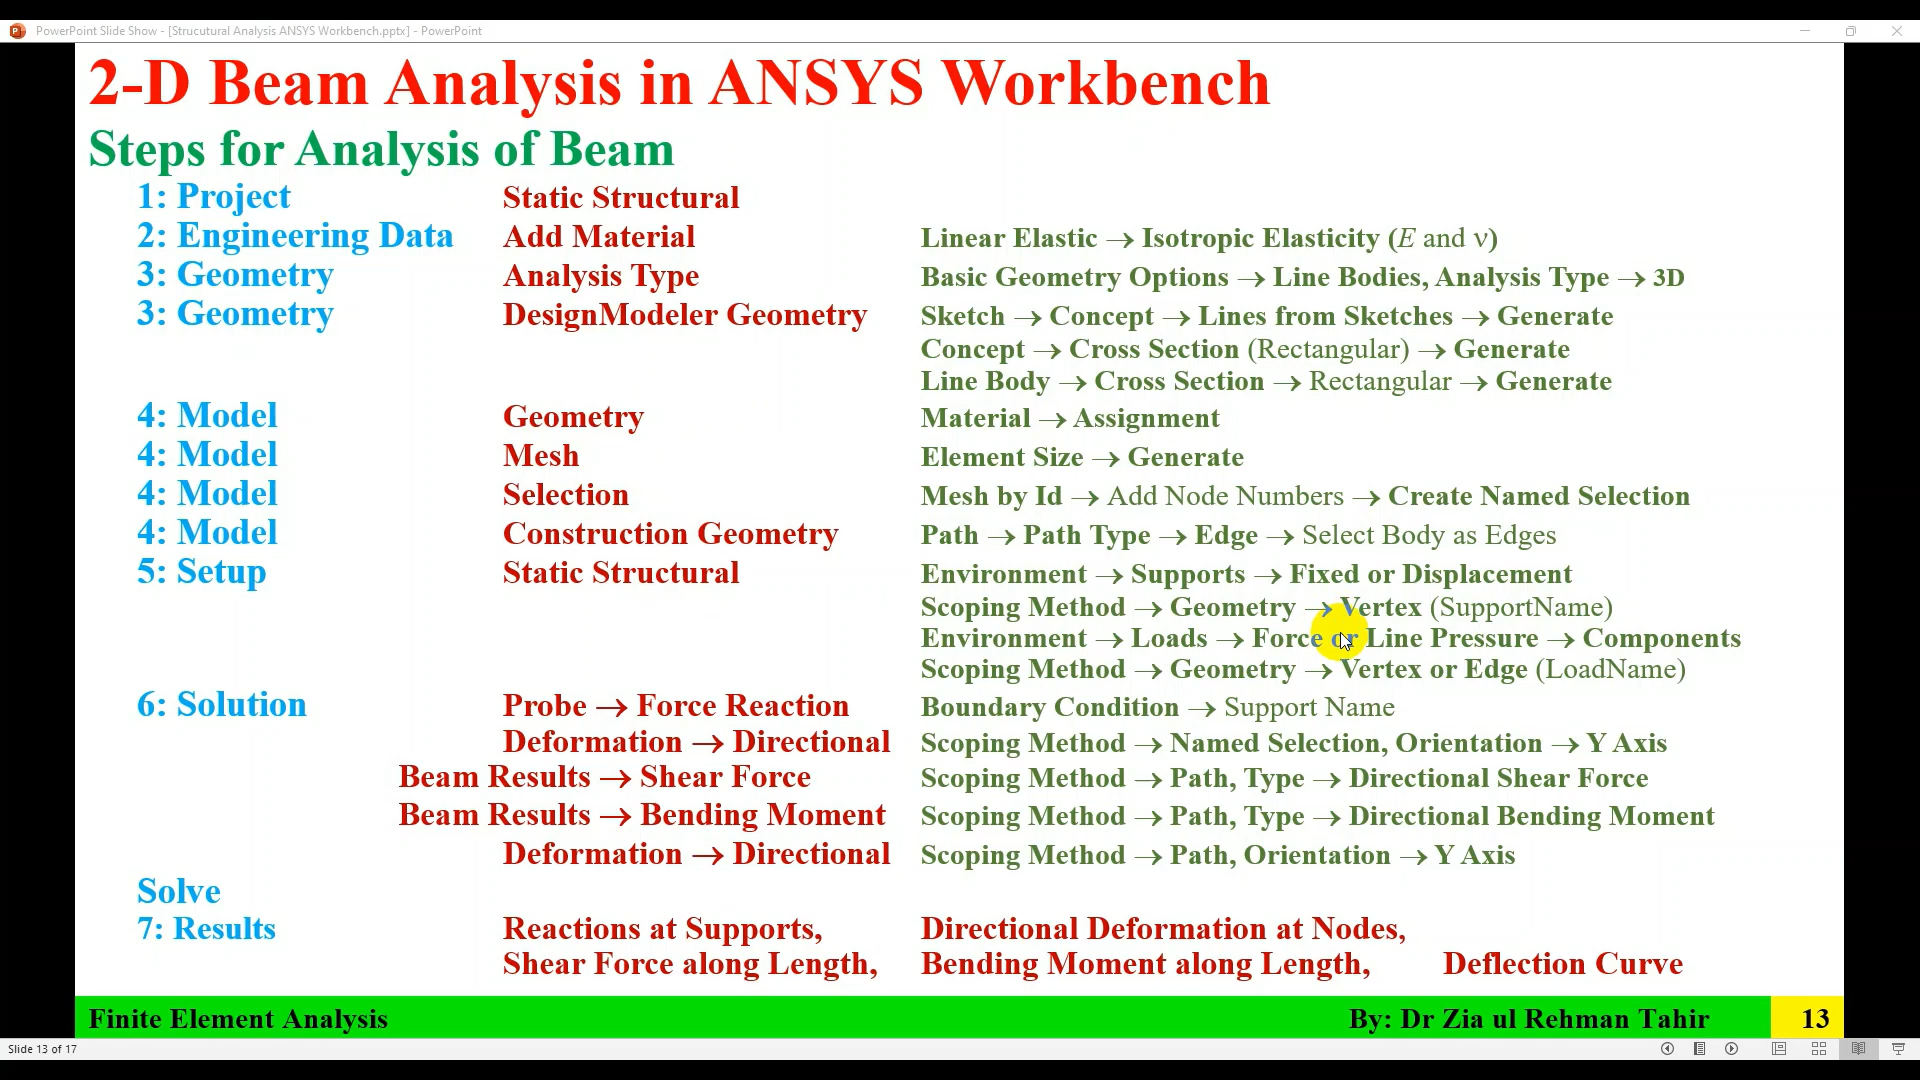 PowerPoint Slide Show - [Strucutural Analysis ANSYS Workbench.pptx] - PowerPoint
2-D Beam Analysis in ANSYS Workbench
Steps for Analysis of Beam
1: Project Static Structural
2: Engineering Data Add Material Linear Elastic → Isotropic Elasticity (E and ν)
3: Geometry Analysis Type Basic Geometry Options → Line Bodies, Analysis Type → 3D
3: Geometry DesignModeler Geometry Sketch → Concept → Lines from Sketches → Generate
Concept → Cross Section (Rectangular) → Generate
Line Body → Cross Section → Rectangular → Generate
4: Model Geometry Material → Assignment
4: Model Mesh Element Size → Generate
4: Model Selection Mesh by Id → Add Node Numbers → Create Named Selection
4: Model Construction Geometry Path → Path Type → Edge → Select Body as Edges
5: Setup Static Structural Environment → Supports → Fixed or Displacement
Scoping Method → Geometry → Vertex (SupportName)
Environment → Loads → Force or Line Pressure → Components
Scoping Method → Geometry → Vertex or Edge (LoadName)
6: Solution Probe → Force Reaction Boundary Condition → Support Name
Deformation → Directional Scoping Method → Named Selection, Orientation → Y Axis
Beam Results → Shear Force Scoping Method → Path, Type → Directional Shear Force
Beam Results → Bending Moment Scoping Method → Path, Type → Directional Bending Moment
Deformation → Directional Scoping Method → Path, Orientation → Y Axis
Solve
7: Results Reactions at Supports, Directional Deformation at Nodes,
Shear Force along Length, Bending Moment along Length, Deflection Curve
Finite Element Analysis By: Dr Zia ul Rehman Tahir 13
Slide 13 of 17